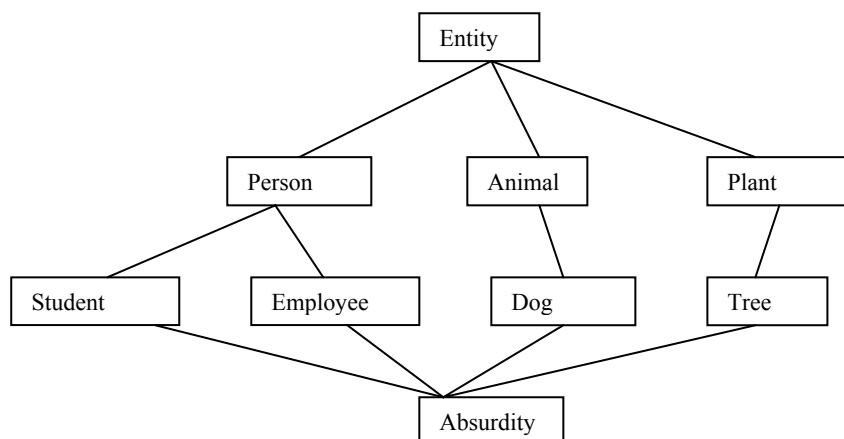 Entity
Person
Animal
Plant
Student
Employee
Dog
Tree
Absurdity